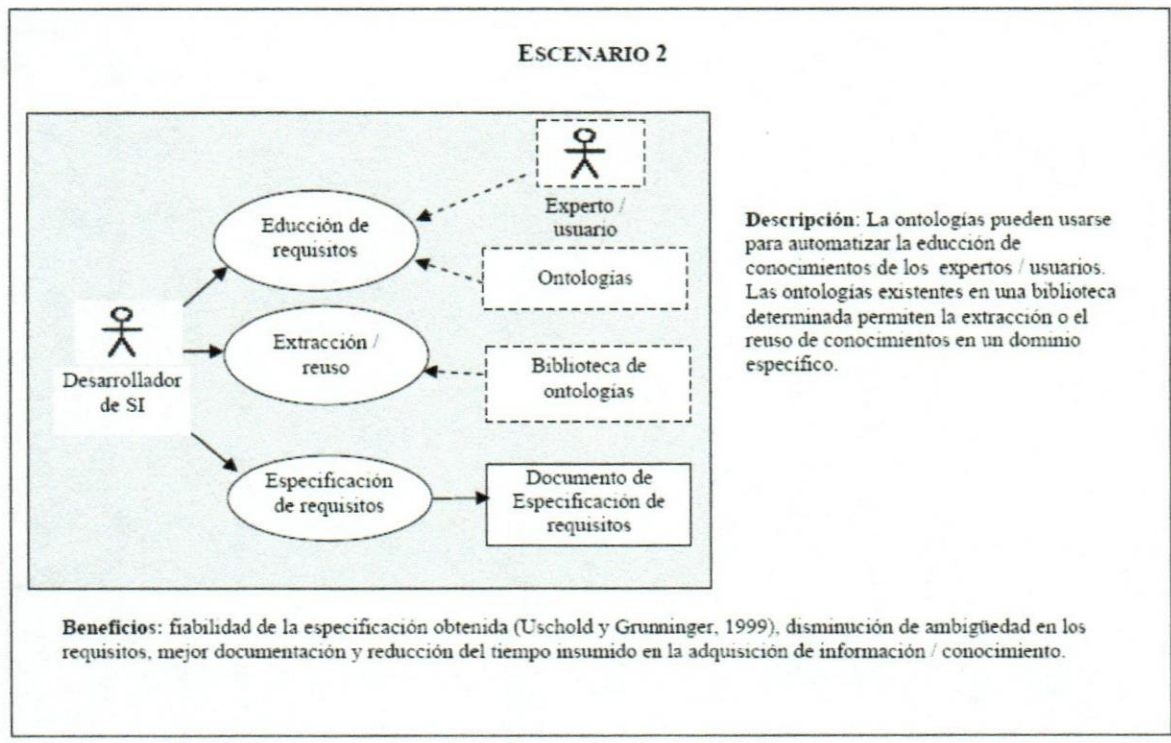 ESCENARIO 2
Experto /
usuario
Educción de
requisitos
Ontologías
Desarrollador
de SI
Extracción /
reuso
Biblioteca de
ontologías
Especificación
de requisitos
Documento de
Especificación de
requisitos
Descripción: La ontologías pueden usarse
para automatizar la educción de
conocimientos de los expertos / usuarios.
Las ontologías existentes en una biblioteca
determinada permiten la extracción o el
reuso de conocimientos en un dominio
específico.
Beneficios: fiabilidad de la especificación obtenida (Uschold y Grunninger, 1999), disminución de ambigüedad en los
requisitos, mejor documentación y reducción del tiempo insumido en la adquisición de información / conocimiento.